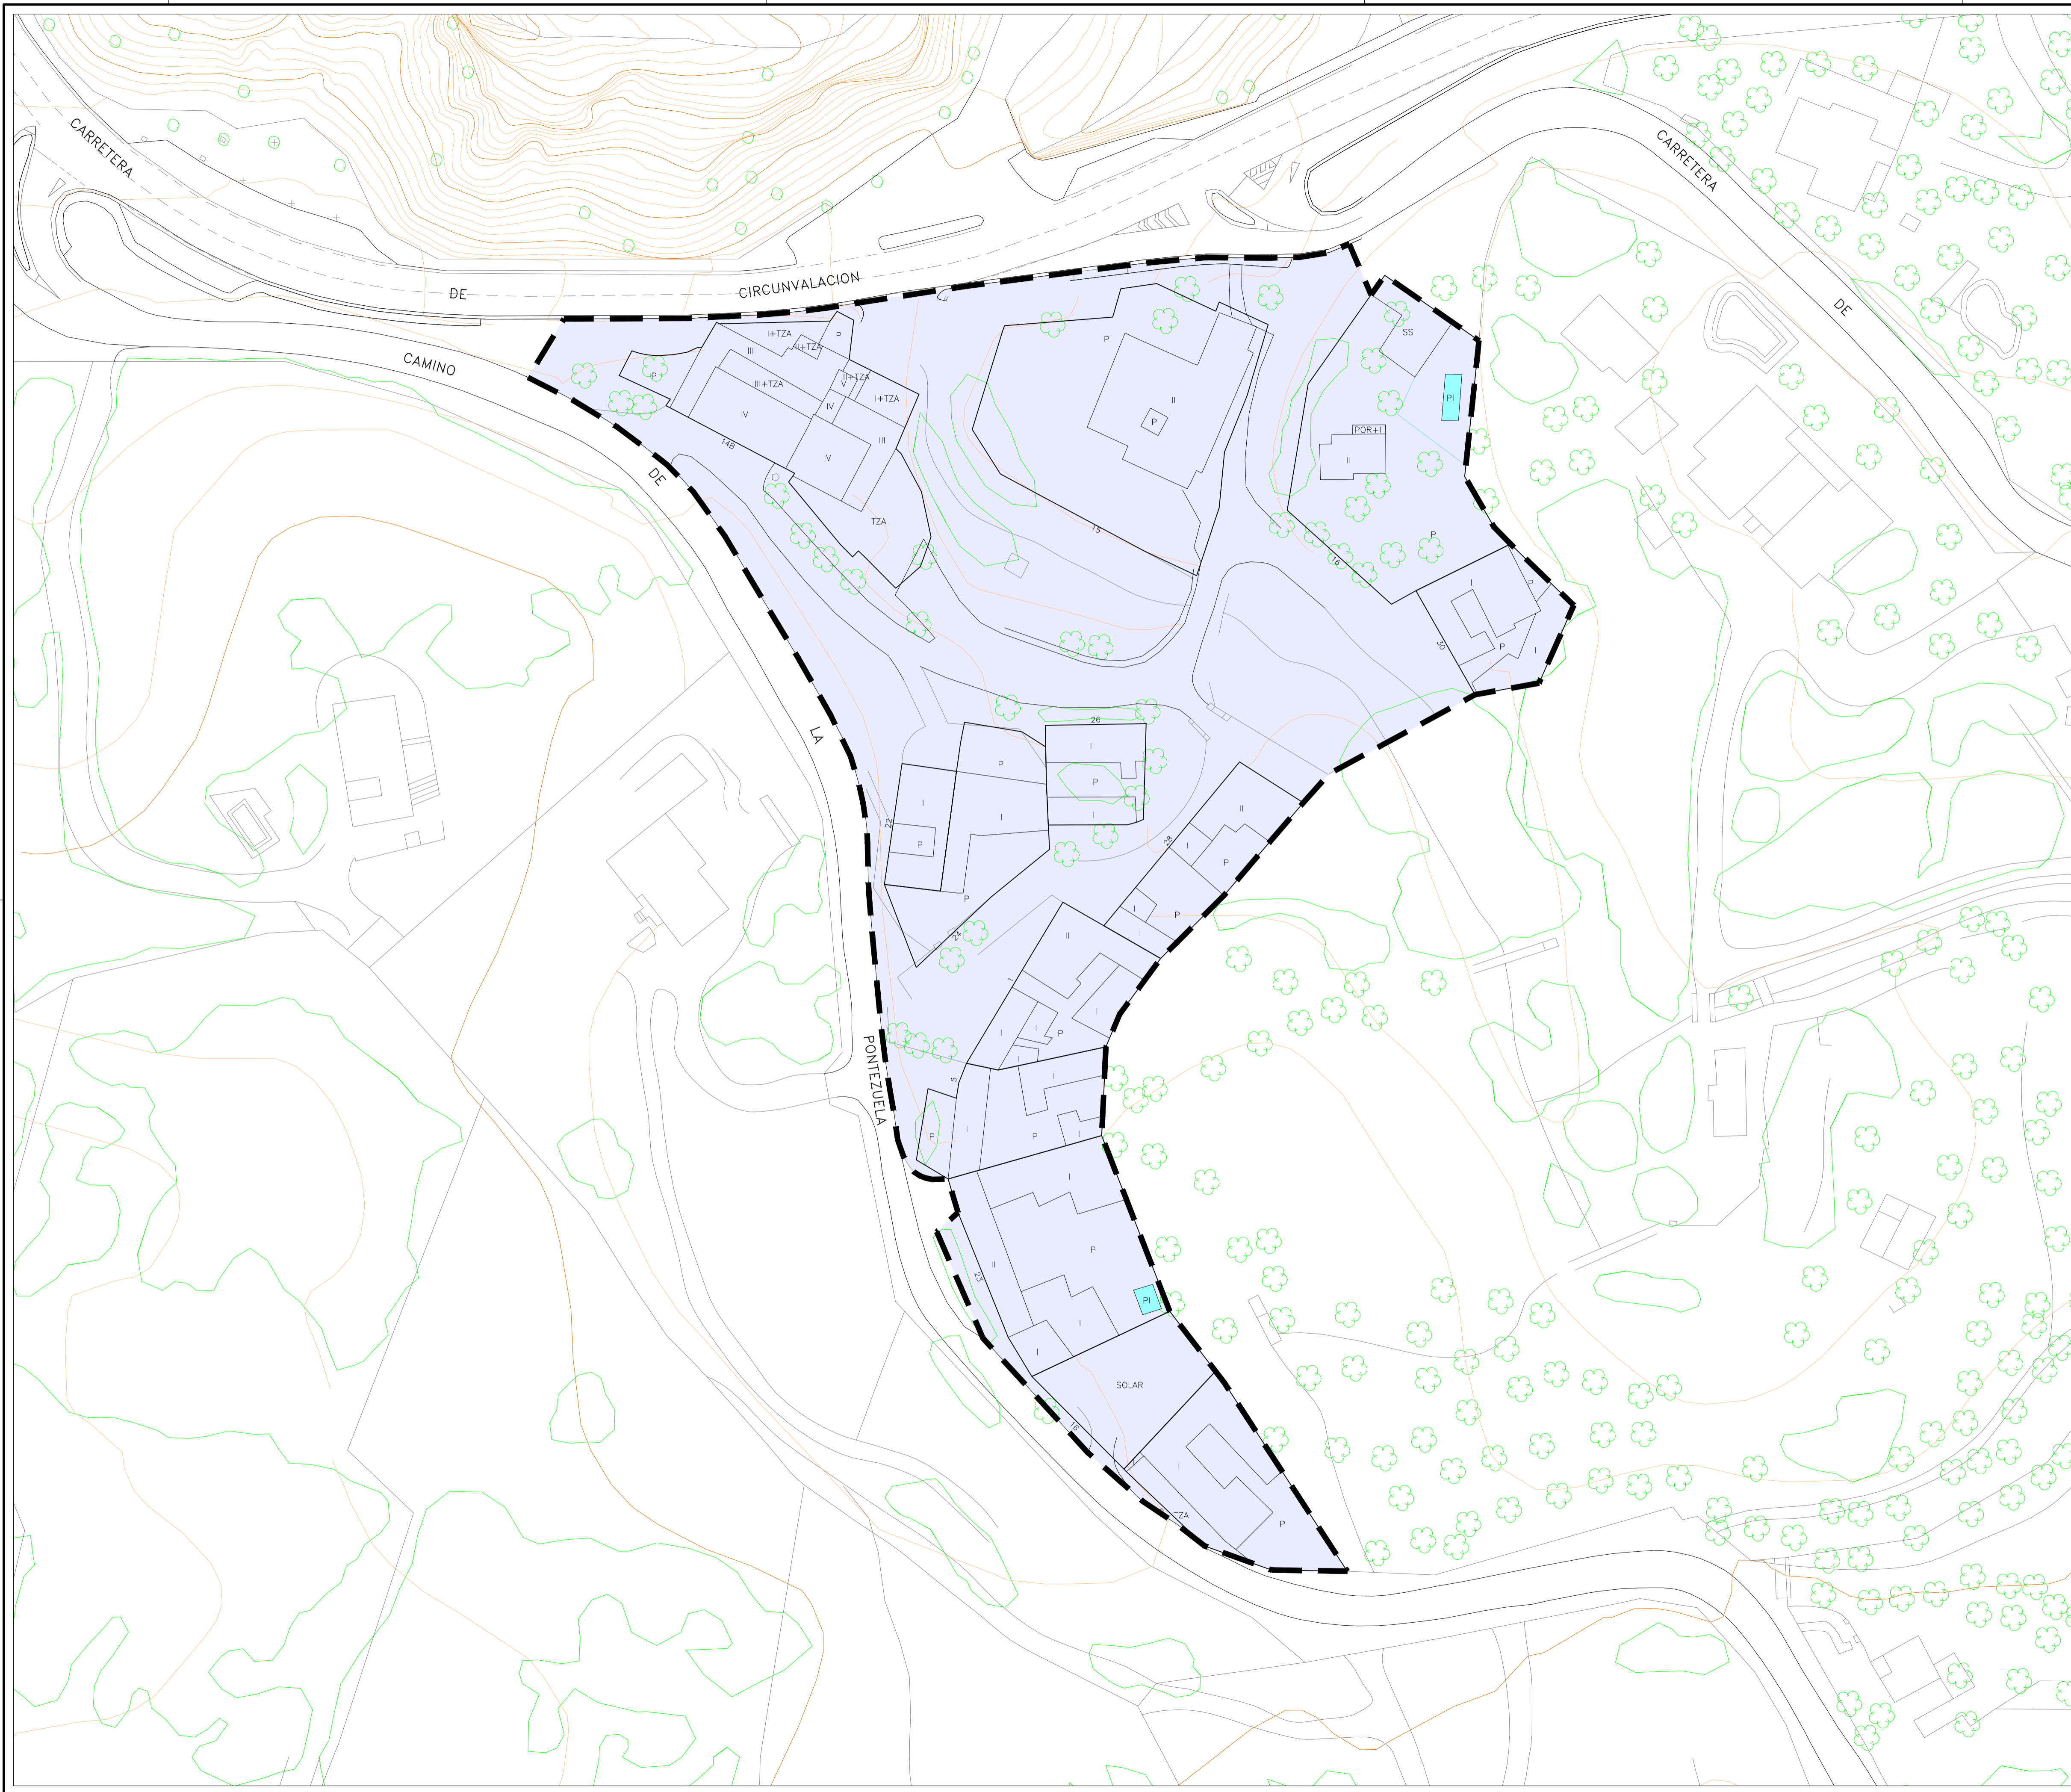 CARRETERA
DE
CIRCUNVALACION
CARRETERA
DE
CAMINO
DE
LA
PONTEZUELA
I+TZA
P
III
II+TZA
P
III+TZA
II+TZA
V
IV
IV
I+TZA
III
IV
14B
TZA
P
II
P
15
SS
PI
POR+I
II
P
16
I
P
30
P
I
26
I
P
I
P
I
I
22
P
P
24
II
28
I
P
I
P
I
II
1
I
I
I
P
I
5
I
P
I
P
I
I
P
II
23
PI
I
I
SOLAR
16
I
TZA
P